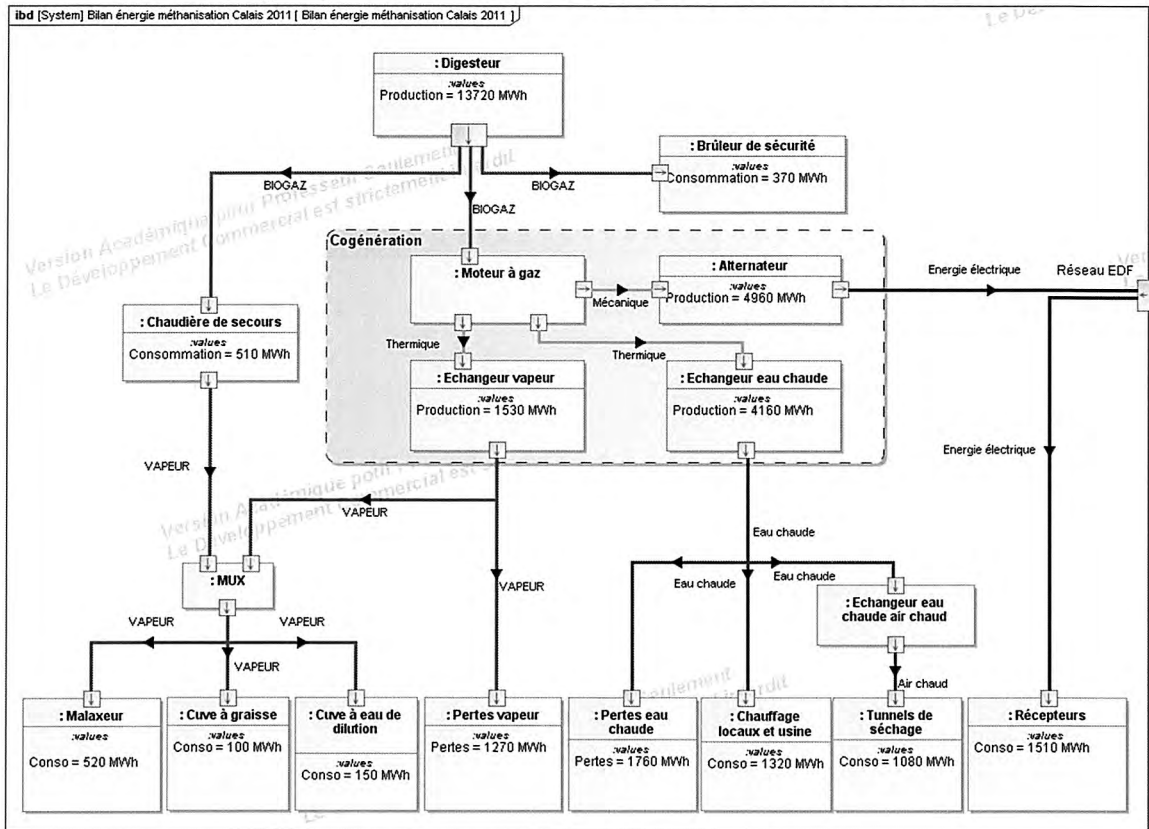 ibd [System] Bilan énergie méthanisation Calais 2011 [ Bilan énergie méthanisation Calais 2011 ]
: Digesteur
:values
Production = 13720 MWh
: Brûleur de sécurité
:values
Consommation = 370 MWh
BIOGAZ
BIOGAZ
BIOGAZ
Version Académique pour Professeur Seulement
Le Développement Commercial est strictement interdit
Cogénération
: Moteur à gaz
: Alternateur
:values
Production = 4960 MWh
Mécanique
Energie électrique
Réseau EDF
: Chaudière de secours
:values
Consommation = 510 MWh
Thermique
Thermique
: Echangeur vapeur
:values
Production = 1530 MWh
: Echangeur eau chaude
:values
Production = 4160 MWh
VAPEUR
Energie électrique
Version Académique
Le Développement Commercial est
VAPEUR
Eau chaude
: MUX
VAPEUR
Eau chaude
Eau chaude
: Echangeur eau
chaude air chaud
VAPEUR
VAPEUR
VAPEUR
Air chaud
Seulement
: Malaxeur
:values
Conso = 520 MWh
: Cuve à graisse
:values
Conso = 100 MWh
: Cuve à eau de
dilution
:values
Conso = 150 MWh
: Pertes vapeur
:values
Pertes = 1270 MWh
: Pertes eau
chaude
:values
Pertes = 1760 MWh
: Chauffage
locaux et usine
:values
Conso = 1320 MWh
: Tunnels de
séchage
:values
Conso = 1080 MWh
: Récepteurs
:values
Conso = 1510 MWh